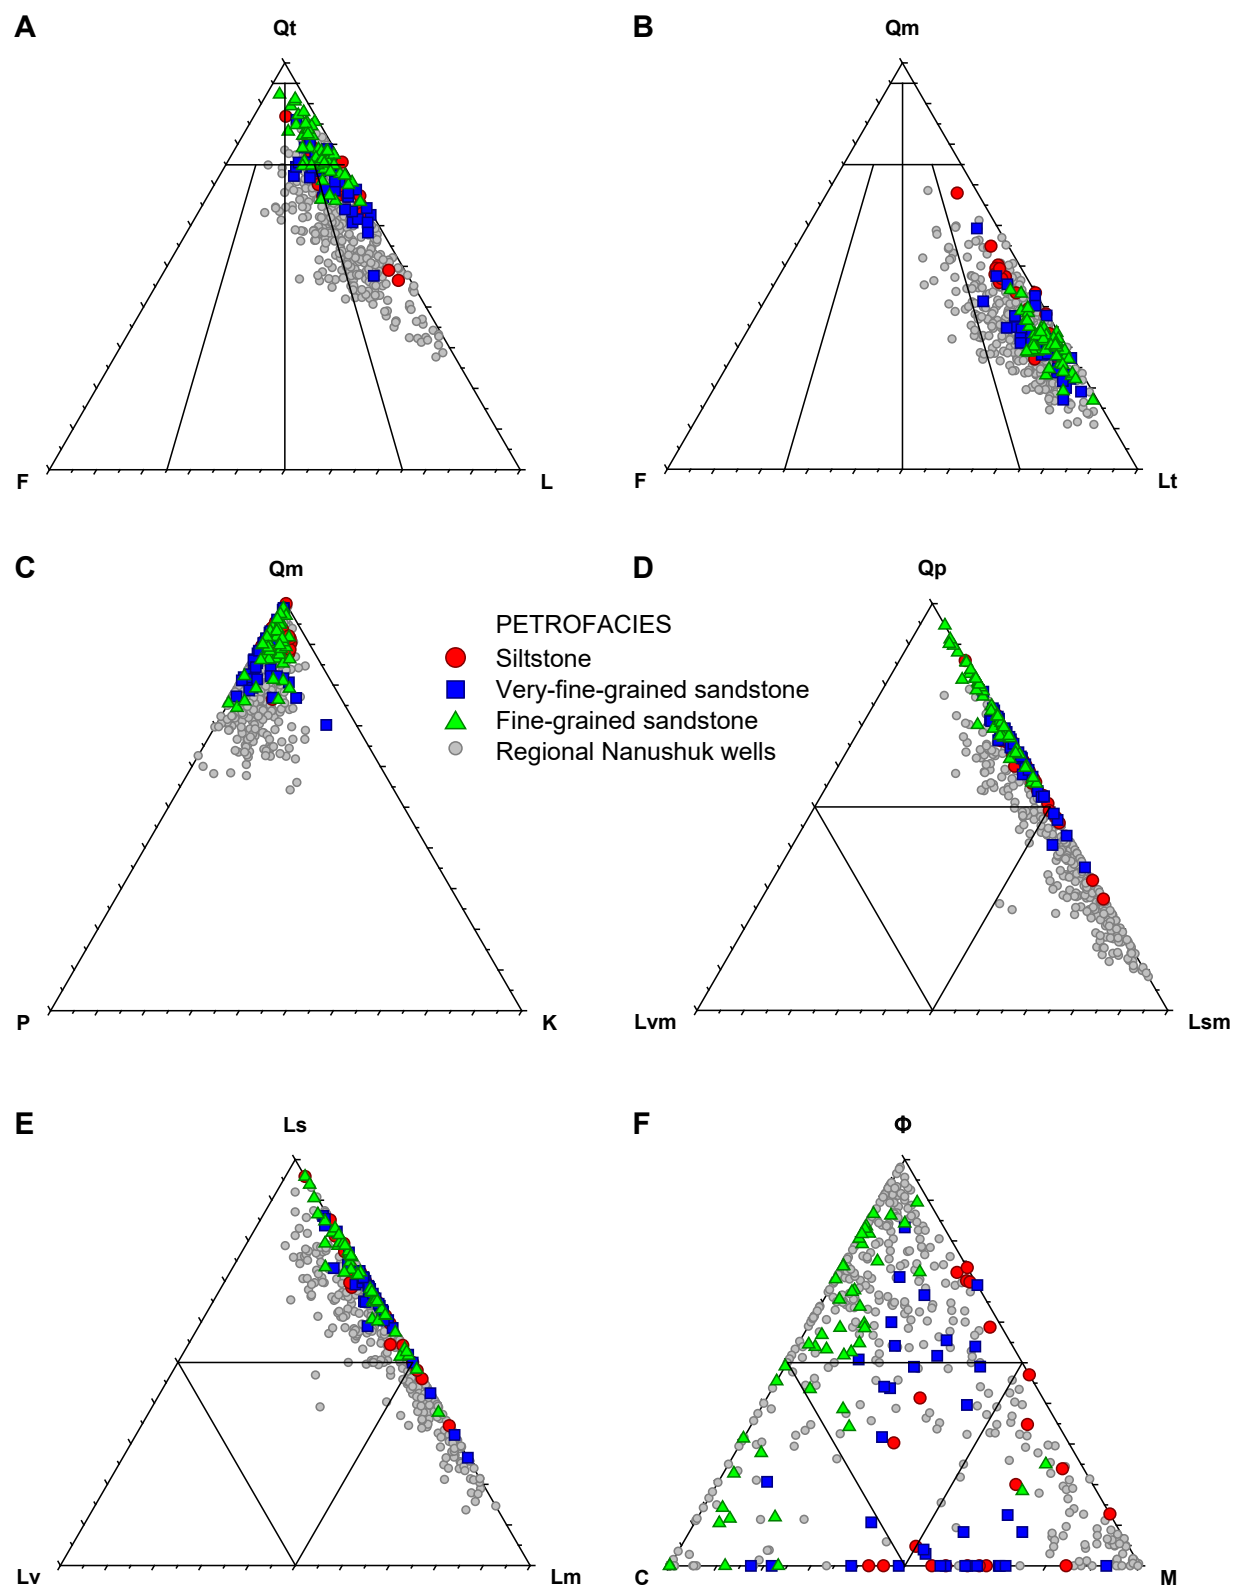 A
Qt
F
L
B
Qm
F
Lt
C
Qm
P
K
PETROFACIES
Siltstone
Very-fine-grained sandstone
Fine-grained sandstone
Regional Nanushuk wells
D
Qp
Lvm
Lsm
E
Ls
Lv
Lm
F
Φ
C
M